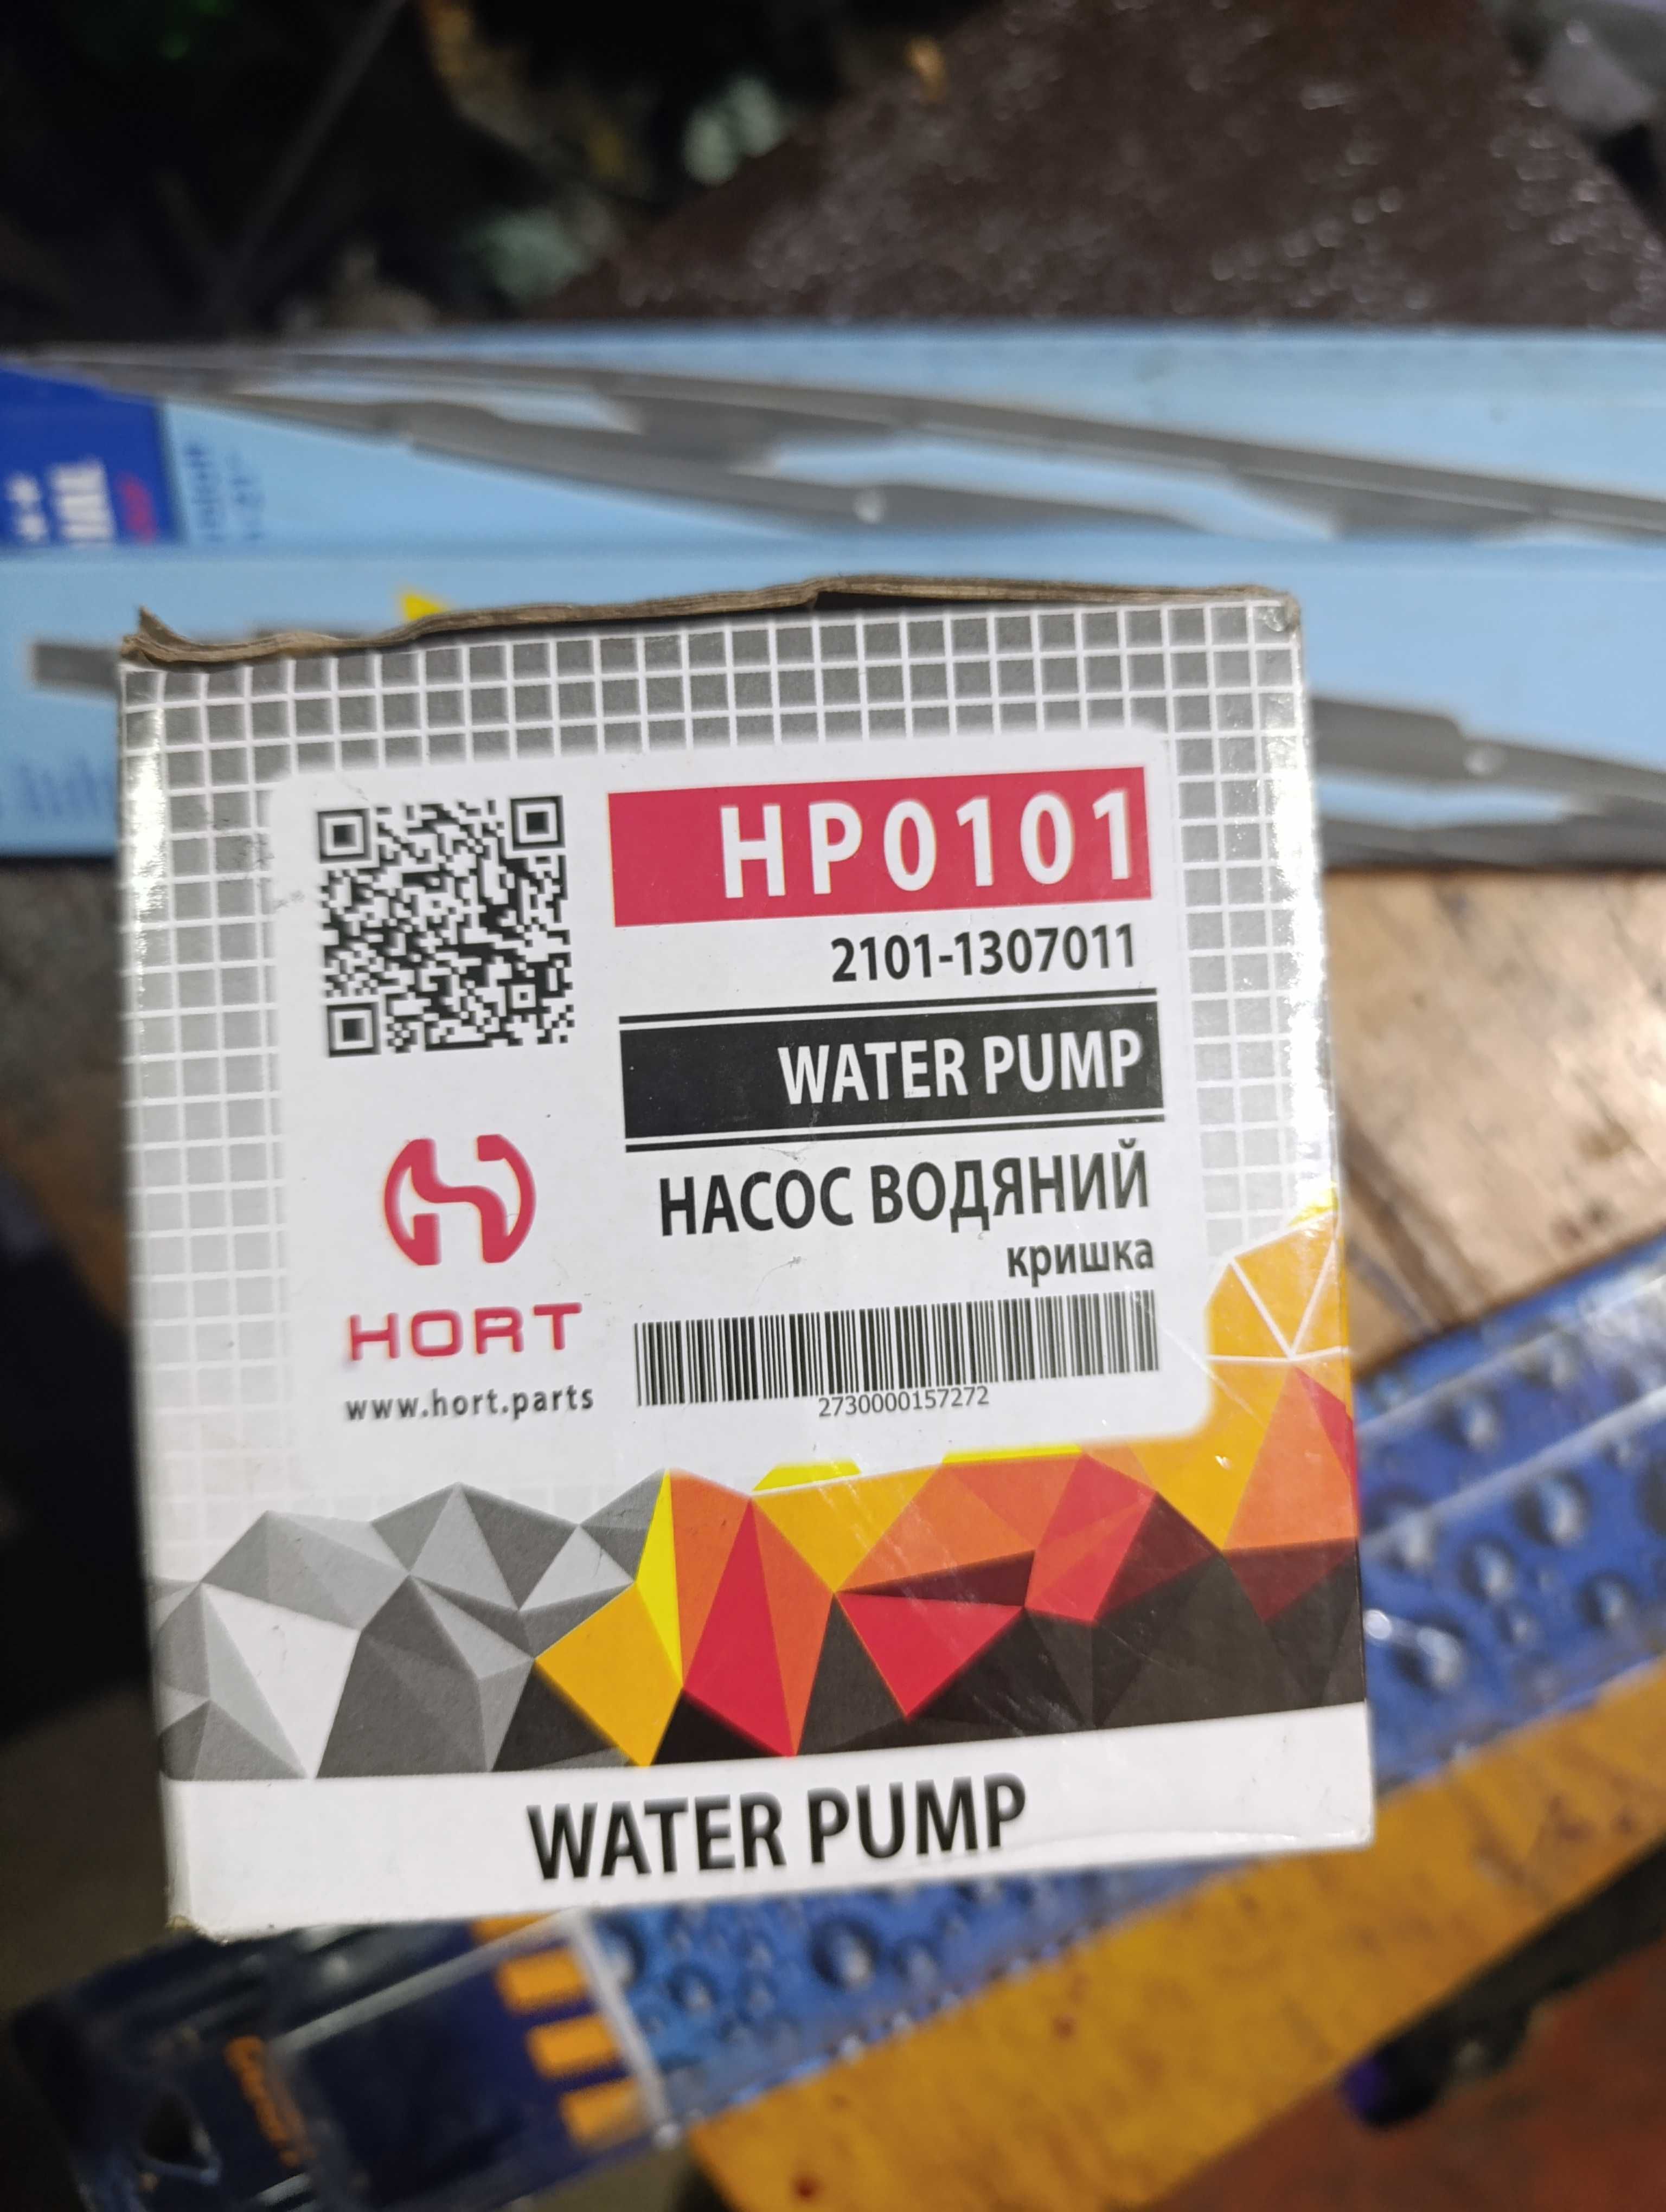 HP0101
2101-1307011
WATER PUMP
НАСОС ВОДЯНИЙ
кришка
HORT
www.hort.parts
2730000157272
WATER PUMP